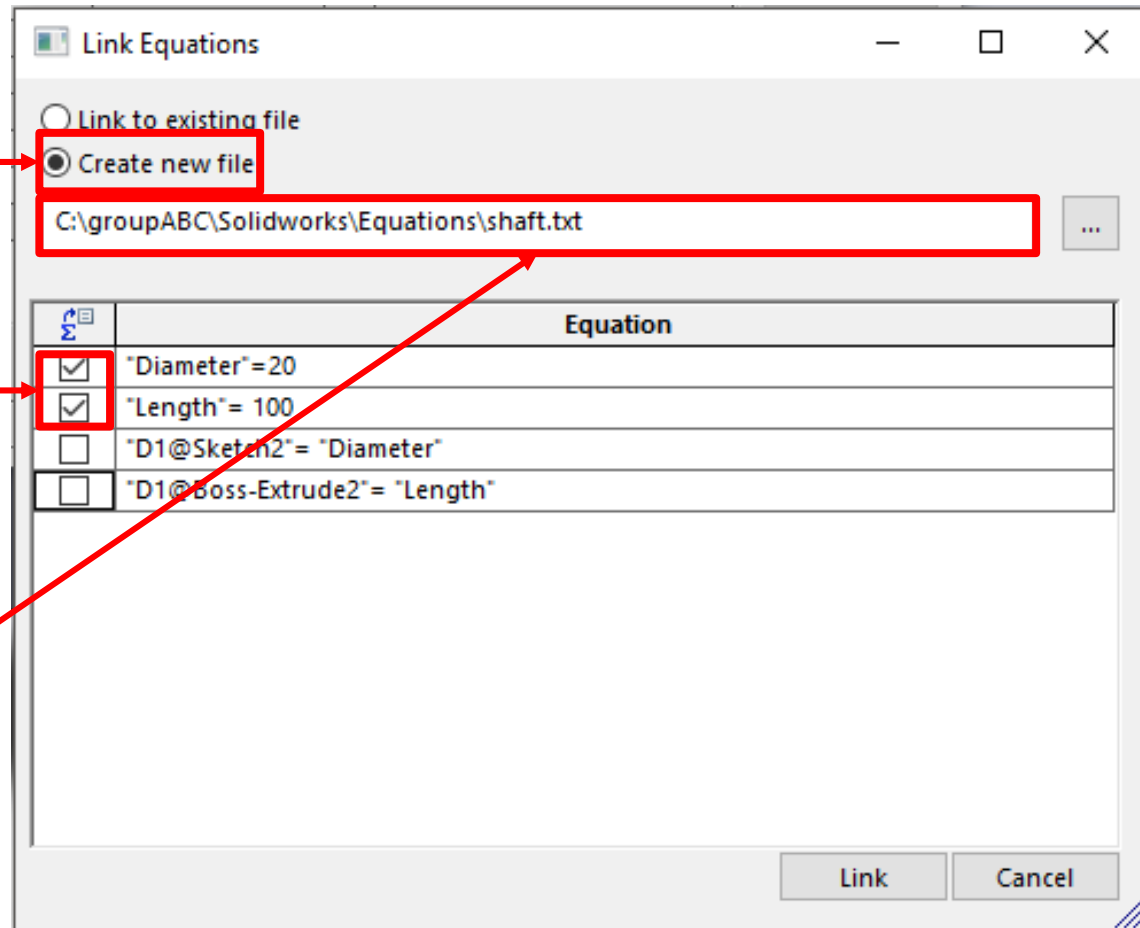 Link Equations
Link to existing file
Create new file
C:\groupABC\Solidworks\Equations\shaft.txt
...
Equation
"Diameter"=20
"Length"= 100
"D1@Sketch2"= "Diameter"
"D1@Boss-Extrude2"= "Length"
Link
Cancel